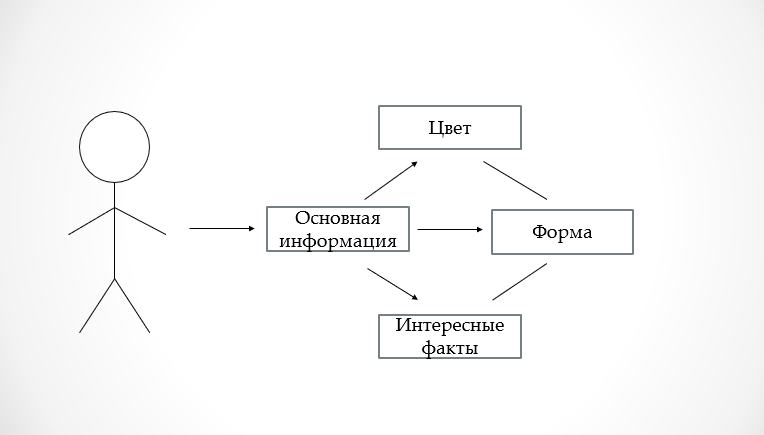 Цвет
Основная
информация
Форма
Интересные
факты